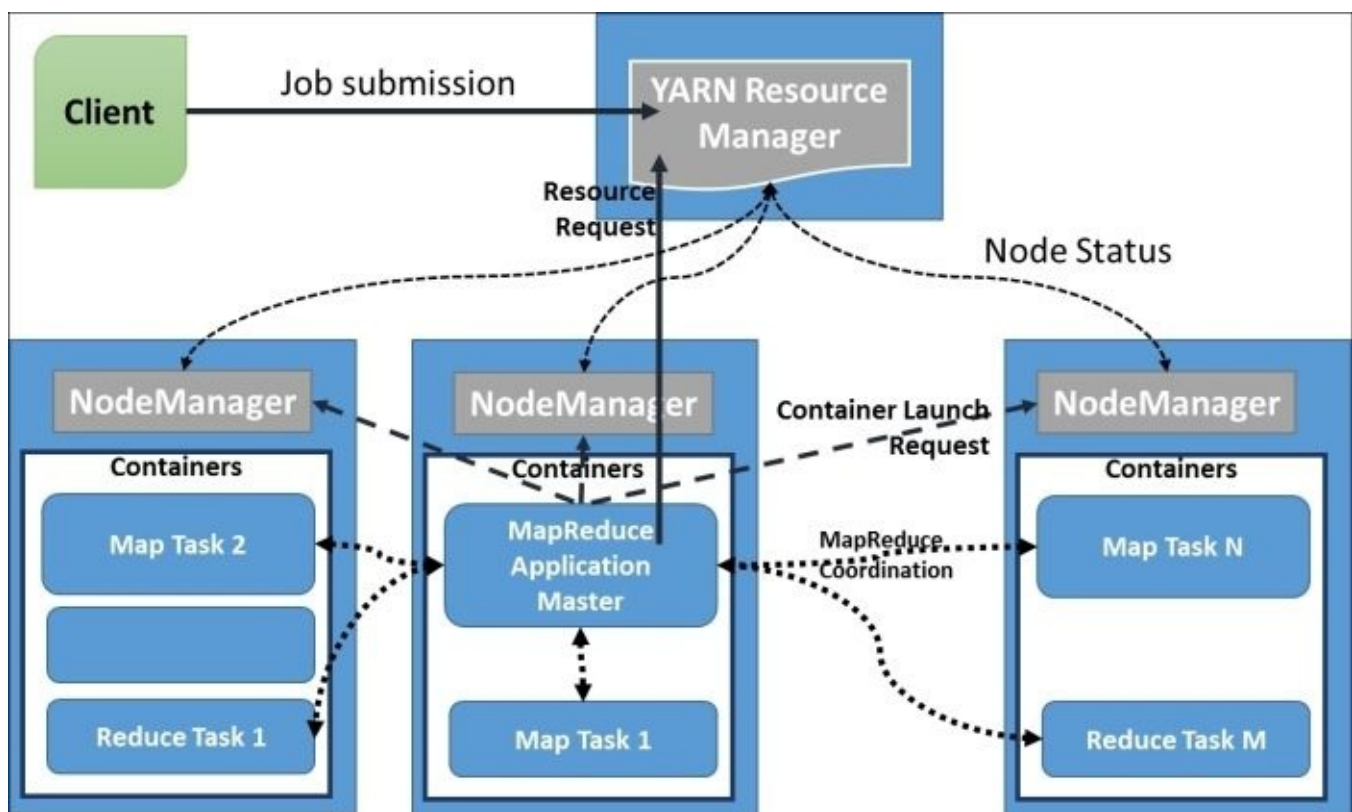 Client
Job submission
YARN Resource
Manager
Resource
Request
Node Status
NodeManager
NodeManager
NodeManager
Container Launch
Request
Containers
Containers
Containers
Map Task 2
MapReduce
Application
Master
MapReduce
Coordination
Map Task N
Reduce Task 1
Map Task 1
Reduce Task M